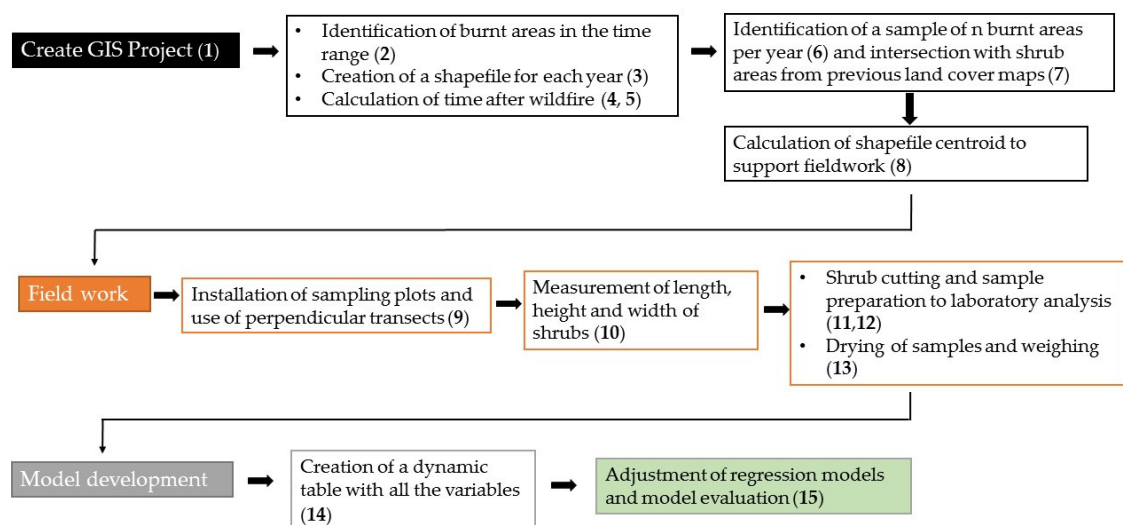 Create GIS Project (1)
• Identification of burnt areas in the time
range (2)
• Creation of a shapefile for each year (3)
• Calculation of time after wildfire (4, 5)
Identification of a sample of n burnt areas
per year (6) and intersection with shrub
areas from previous land cover maps (7)
Calculation of shapefile centroid to
support fieldwork (8)
Field work
Installation of sampling plots and
use of perpendicular transects (9)
Measurement of length,
height and width of
shrubs (10)
• Shrub cutting and sample
preparation to laboratory analysis
(11,12)
• Drying of samples and weighing
(13)
Model development
Creation of a dynamic
table with all the variables
(14)
Adjustment of regression models
and model evaluation (15)